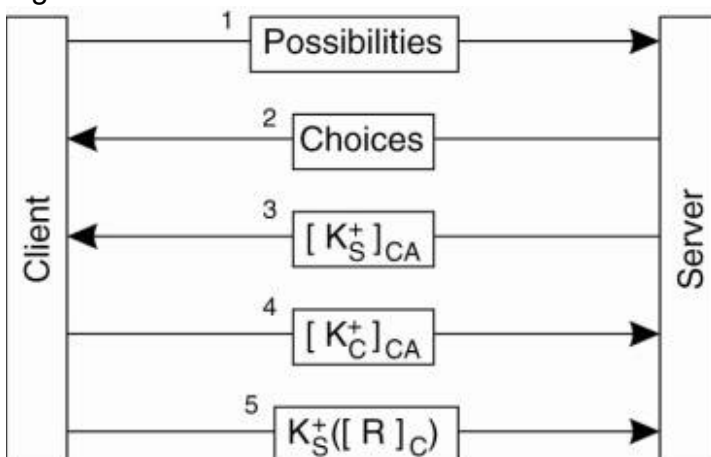 1 Possibilities
2 Choices
3 [ K⁺S ]CA
4 [ K⁺C ]CA
5 K⁺S([ R ]C)
Client
Server